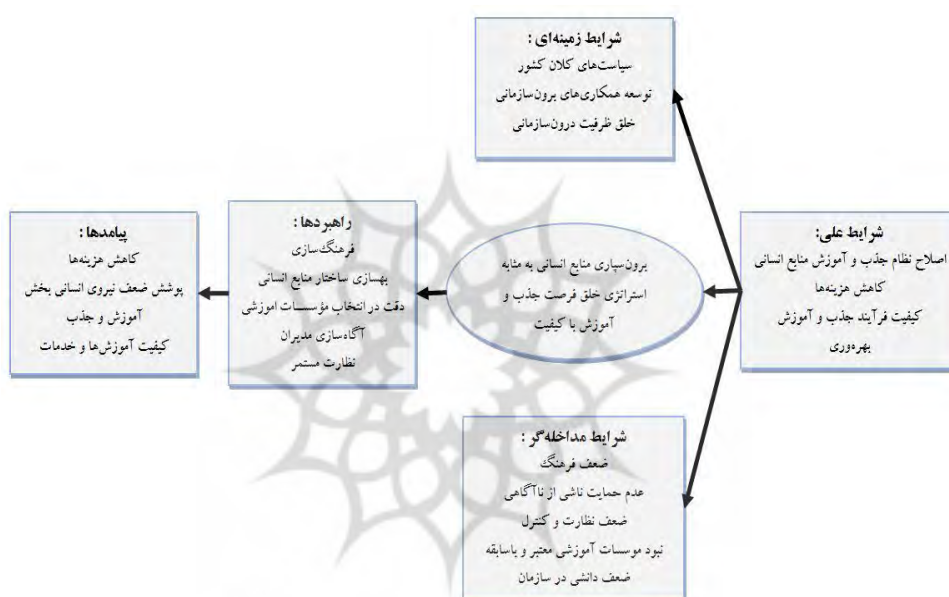 شرایط زمینه‌ای :
سیاست‌های کلان کشور
توسعه همکاری‌های برون‌سازمانی
خلق ظرفیت درون‌سازمانی
شرایط علی:
اصلاح نظام جذب و آموزش منابع انسانی
کاهش هزینه‌ها
کیفیت فرآیند جذب و آموزش
بهره‌وری
برون‌سپاری منابع انسانی به مثابه
استراتژی خلق فرصت جذب و
آموزش با کیفیت
راهبردها :
فرهنگ‌سازی
بهسازی ساختار منابع انسانی
دقت در انتخاب مؤسسات اموزشی
آگاه‌سازی مدیران
نظارت مستمر
پیامدها :
کاهش هزینه‌ها
پوشش ضعف نیروی انسانی بخش
آموزش و جذب
کیفیت آموزش‌ها و خدمات
شرایط مداخله‌گر :
ضعف فرهنگ
عدم حمایت ناشی از ناآگاهی
ضعف نظارت و کنترل
نبود موسسات آموزشی معتبر و باسابقه
ضعف دانشی در سازمان